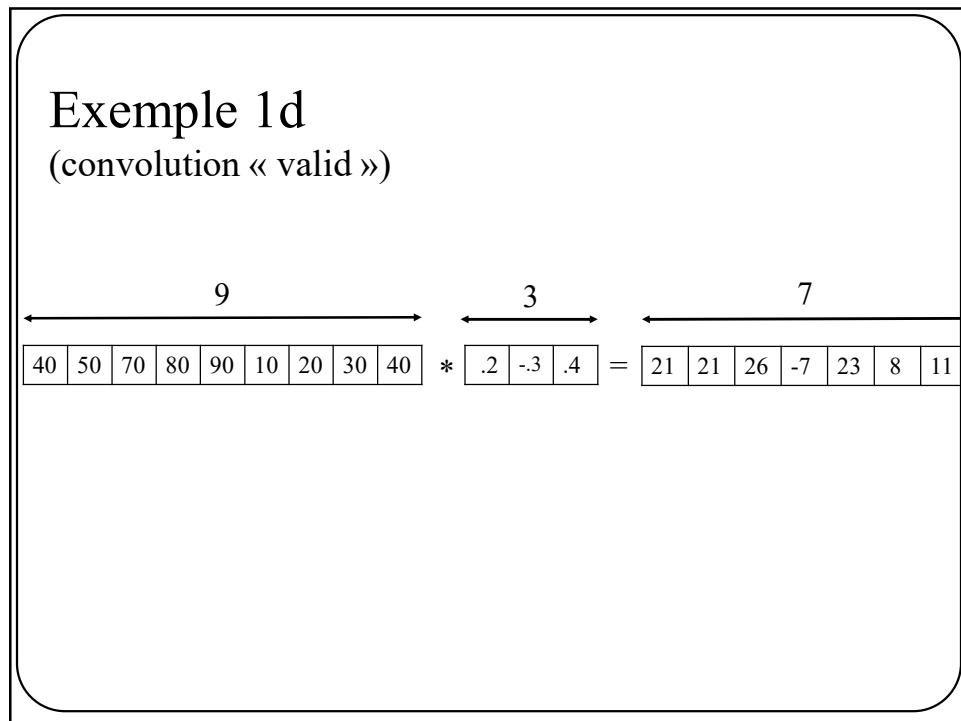 Exemple 1d
(convolution « valid »)
9 3 7
40 50 70 80 90 10 20 30 40 * .2 -.3 .4 = 21 21 26 -7 23 8 11